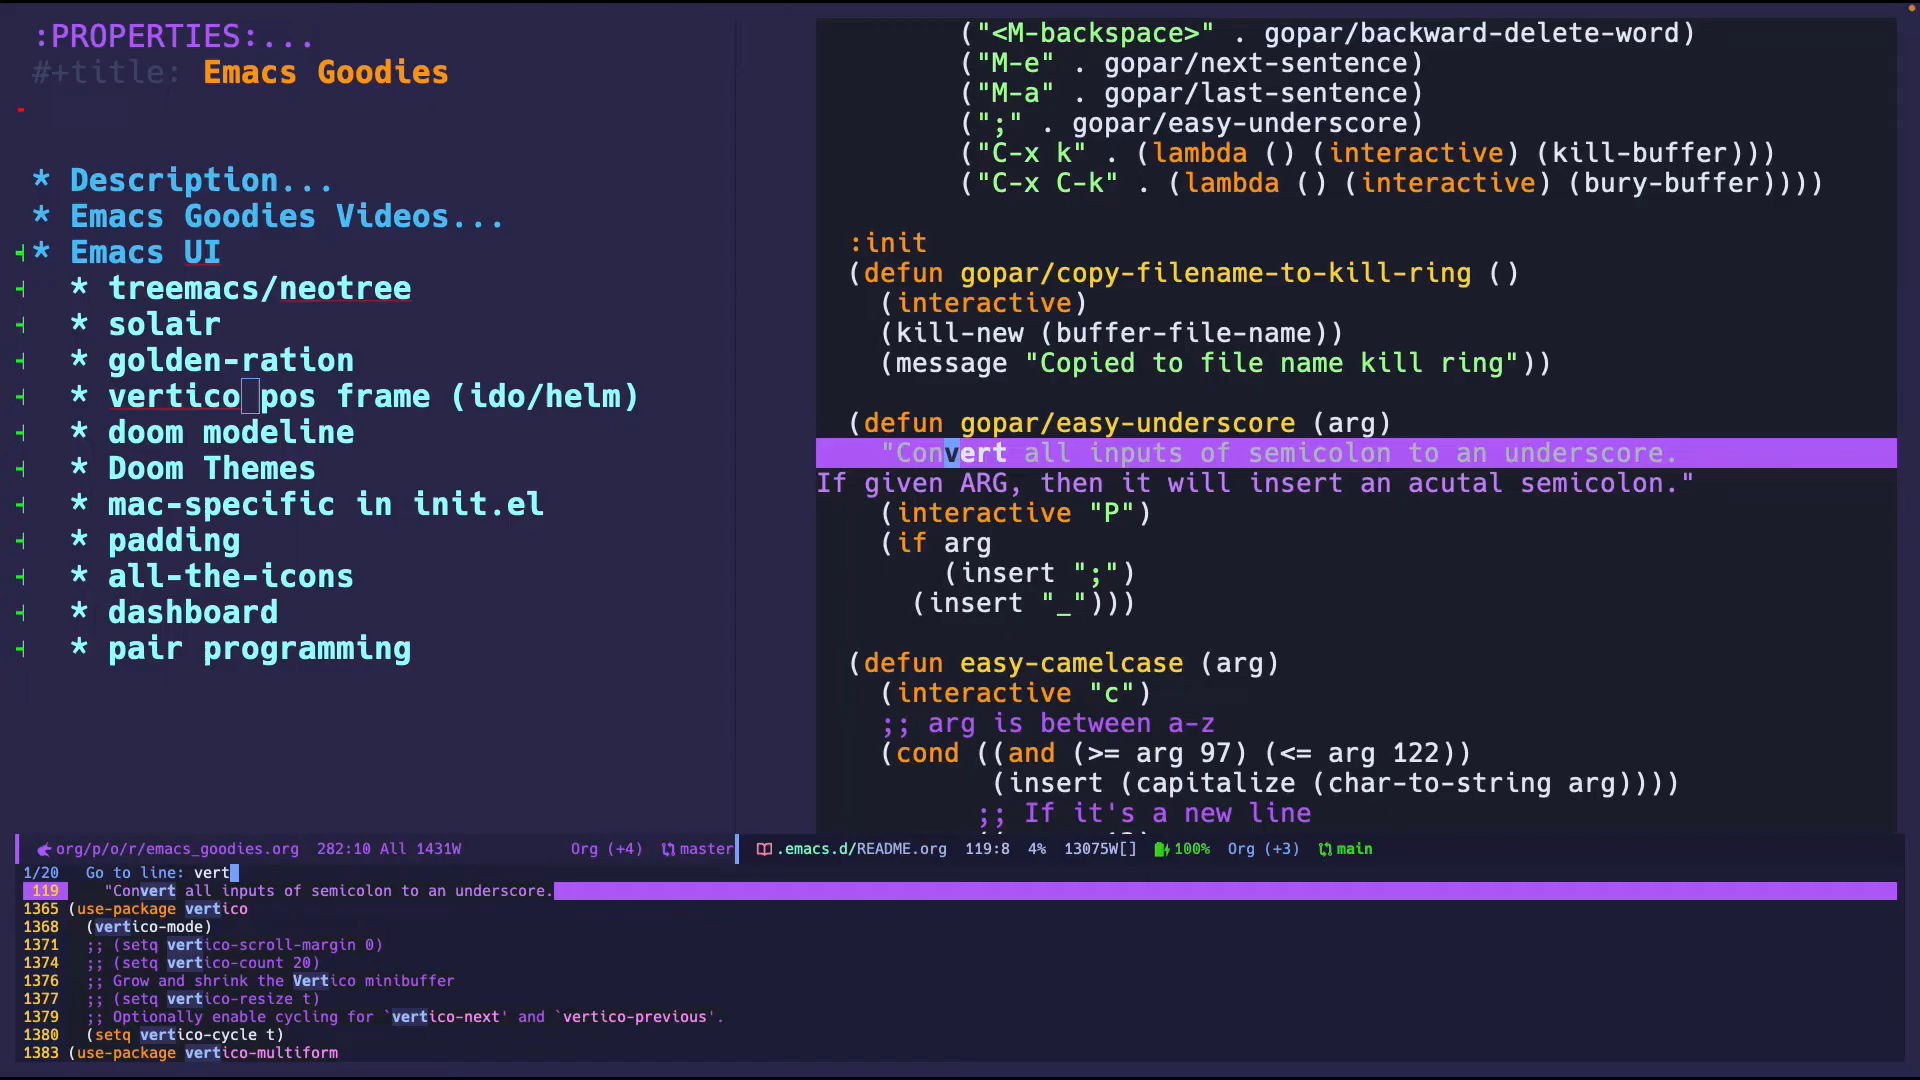 :PROPERTIES:...
#+title: Emacs Goodies
* Description...
* Emacs Goodies Videos...
* Emacs UI
* treemacs/neotree
* solair
* golden-ration
* vertico pos frame (ido/helm)
* doom modeline
* Doom Themes
* mac-specific in init.el
* padding
* all-the-icons
* dashboard
* pair programming
("<M-backspace>" . gopar/backward-delete-word)
("M-e" . gopar/next-sentence)
("M-a" . gopar/last-sentence)
(";" . gopar/easy-underscore)
("C-x k" . (lambda () (interactive) (kill-buffer)))
("C-x C-k" . (lambda () (interactive) (bury-buffer))))
:init
(defun gopar/copy-filename-to-kill-ring ()
(interactive)
(kill-new (buffer-file-name))
(message "Copied to file name kill ring"))
(defun gopar/easy-underscore (arg)
"Convert all inputs of semicolon to an underscore.
If given ARG, then it will insert an acutal semicolon."
(interactive "P")
(if arg
(insert ";")
(insert "_")))
(defun easy-camelcase (arg)
(interactive "c")
;; arg is between a-z
(cond ((and (>= arg 97) (<= arg 122))
(insert (capitalize (char-to-string arg))))
;; If it's a new line
org/p/o/r/emacs_goodies.org 282:10 All 1431W Org (+4) master
.emacs.d/README.org 119:8 4% 13075W[] 100% Org (+3) main
1/20 Go to line: vert
119 "Convert all inputs of semicolon to an underscore.
1365 (use-package vertico
1368 (vertico-mode)
1371 ;; (setq vertico-scroll-margin 0)
1374 ;; (setq vertico-count 20)
1376 ;; Grow and shrink the Vertico minibuffer
1377 ;; (setq vertico-resize t)
1379 ;; Optionally enable cycling for `vertico-next' and `vertico-previous'.
1380 (setq vertico-cycle t)
1383 (use-package vertico-multiform